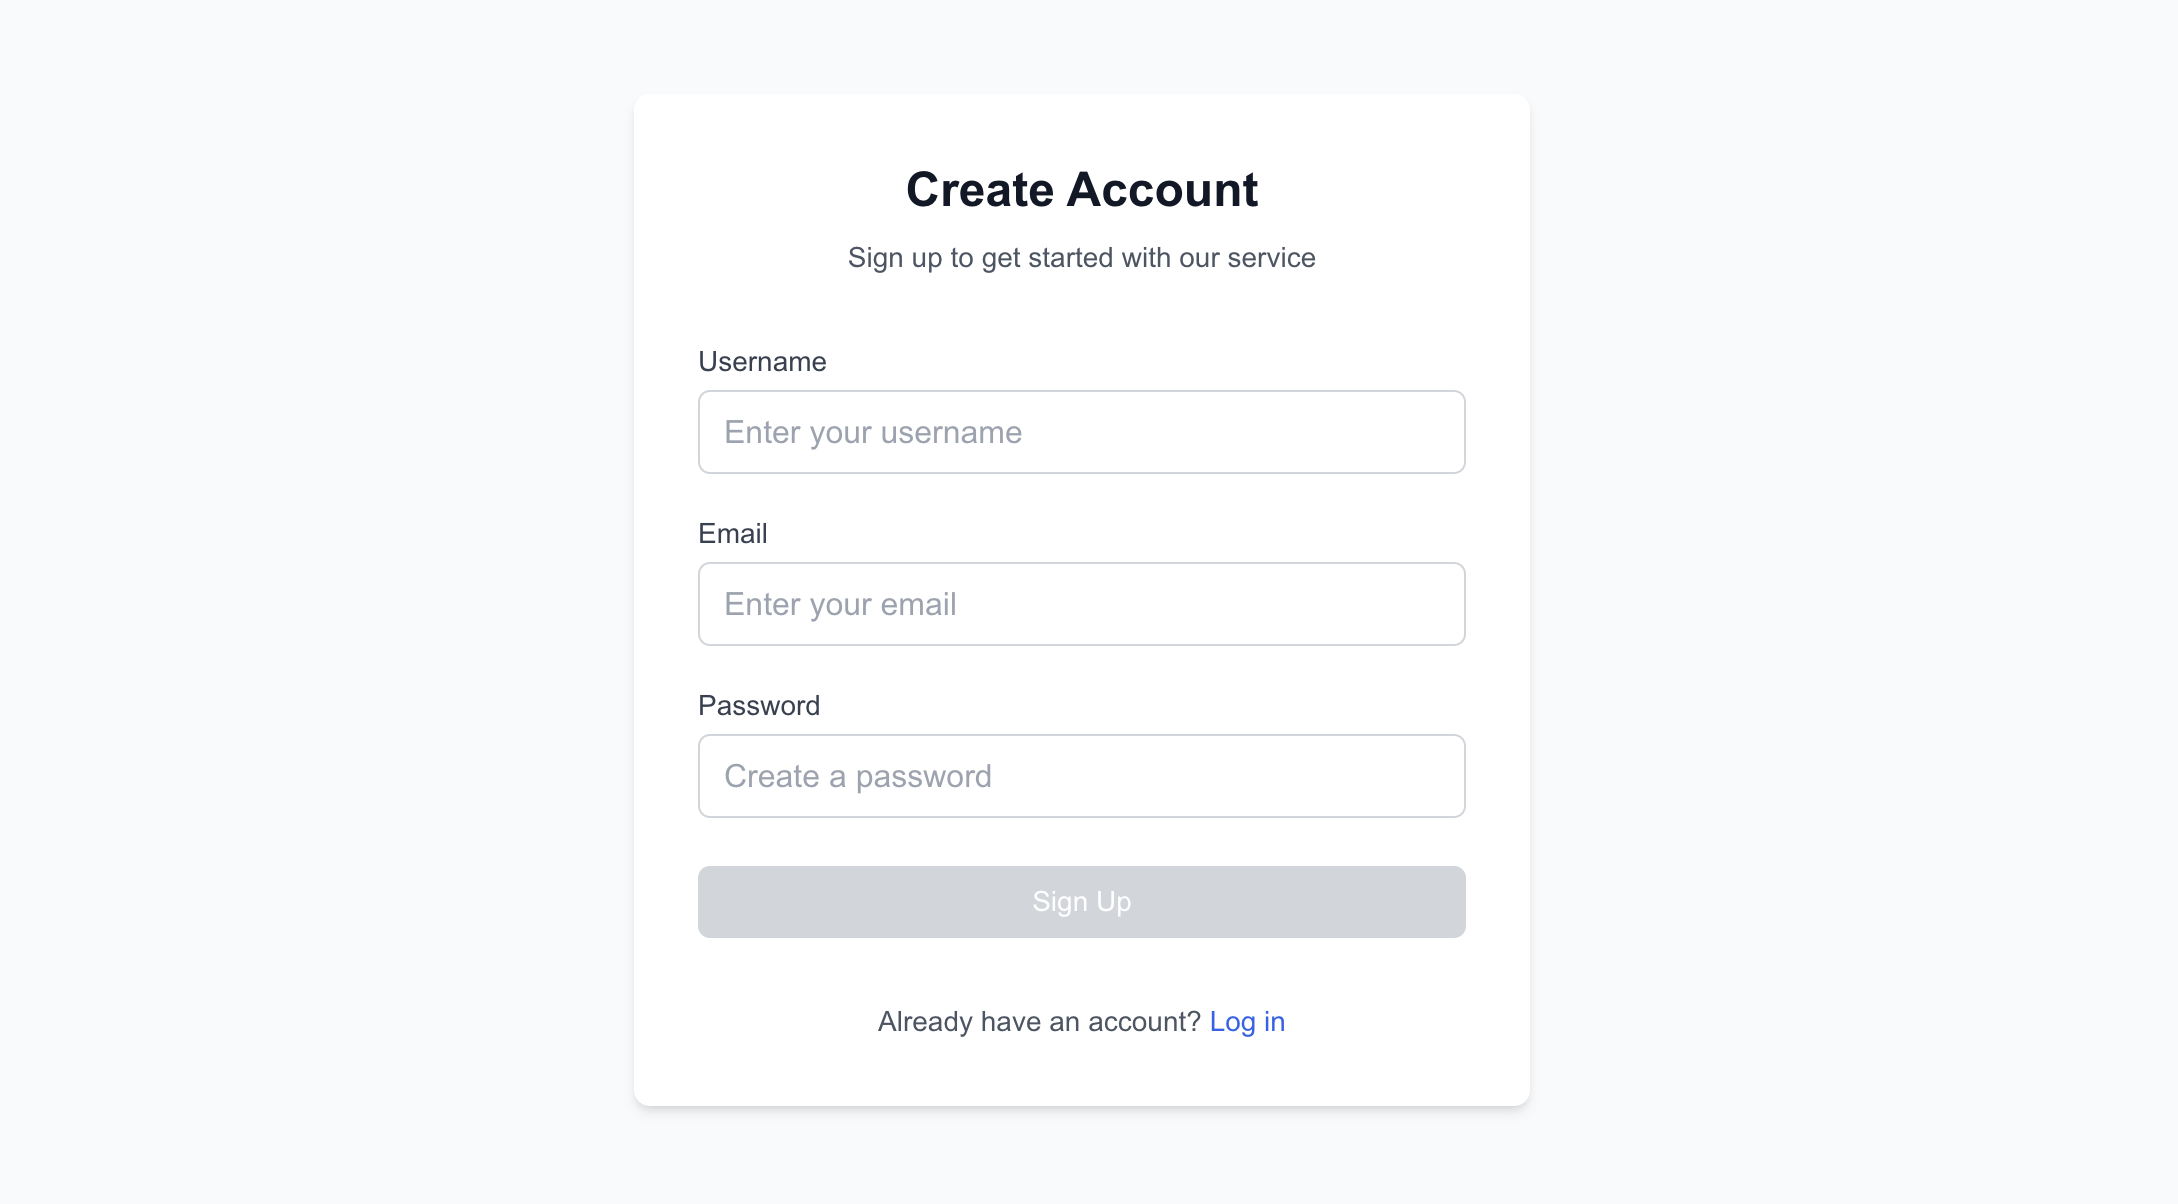 Create Account
Sign up to get started with our service
Username
Enter your username
Email
Enter your email
Password
Create a password
Sign Up
Already have an account? Log in